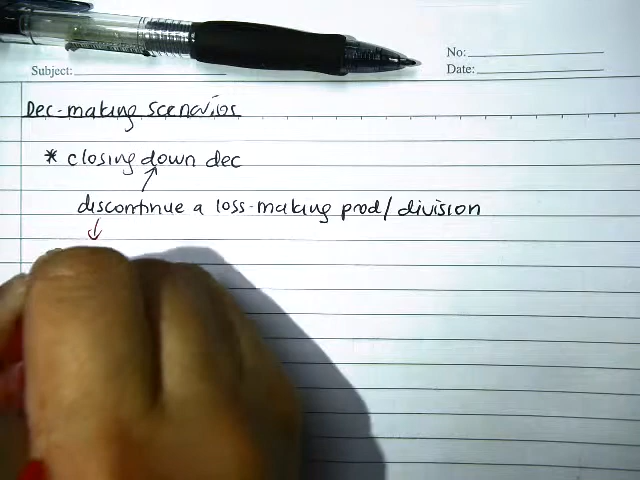 No:
Subject:
Date:
Dec-making scenarios
* closing down dec
discontinue a loss-making prod/division